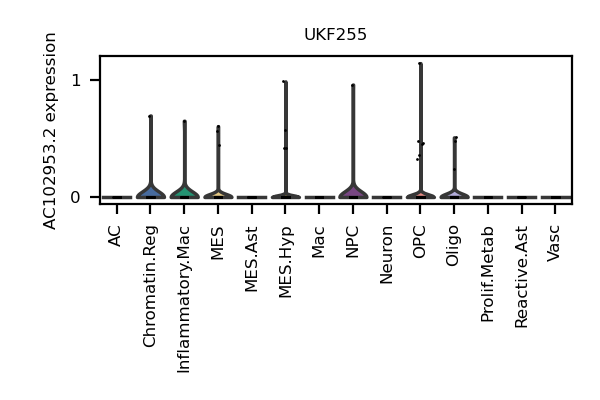 UKF255
AC102953.2 expression
1
0
AC
Chromatin.Reg
Inflammatory.Mac
MES
MES.Ast
MES.Hyp
Mac
NPC
Neuron
OPC
Oligo
Prolif.Metab
Reactive.Ast
Vasc